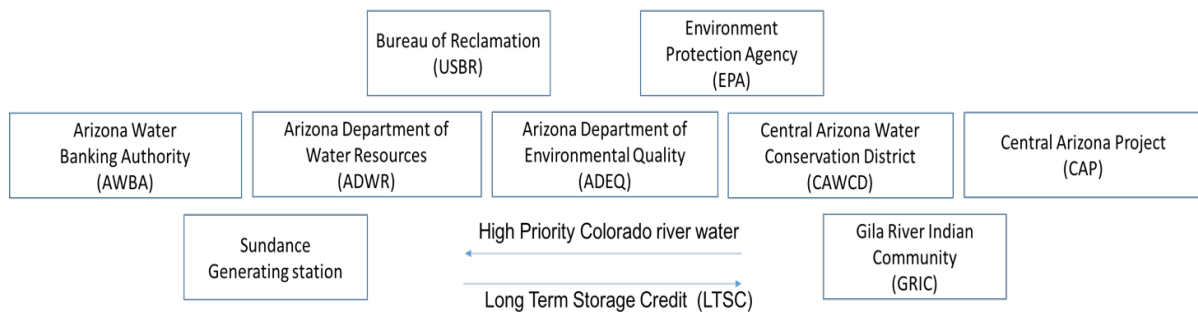 Bureau of Reclamation
(USBR)
Environment
Protection Agency
(EPA)
Arizona Water
Banking Authority
(AWBA)
Arizona Department of
Water Resources
(ADWR)
Arizona Department of
Environmental Quality
(ADEQ)
Central Arizona Water
Conservation District
(CAWCD)
Central Arizona Project
(CAP)
Sundance
Generating station
High Priority Colorado river water
Long Term Storage Credit (LTSC)
Gila River Indian
Community
(GRIC)